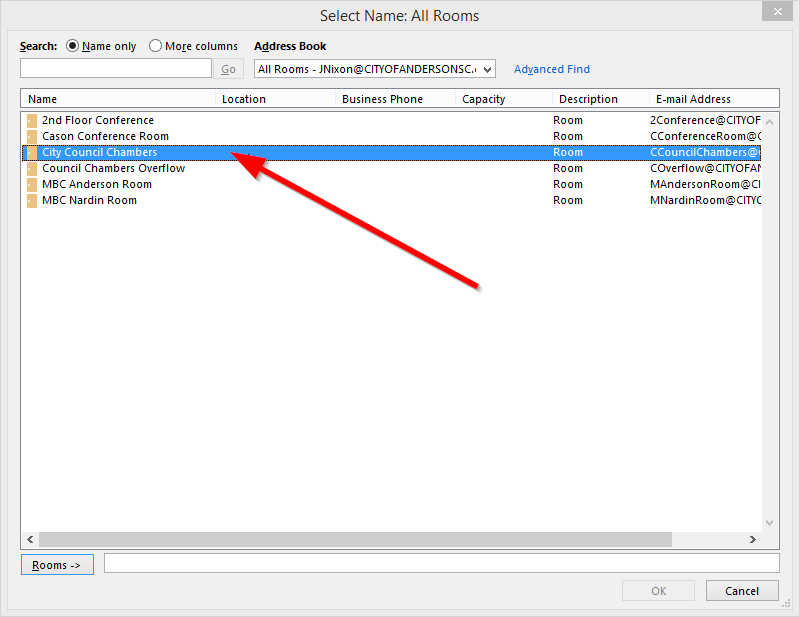 Select Name: All Rooms
Search: Name only More columns Address Book
Go All Rooms - JNixon@CITYOFANDERSONSC. Advanced Find
Name Location Business Phone Capacity Description E-mail Address
2nd Floor Conference Room 2Conference@CITYOF
Cason Conference Room Room CConferenceRoom@C
City Council Chambers Room CCouncilChambers@
Council Chambers Overflow Room COverflow@CITYOFAN
MBC Anderson Room Room MAndersonRoom@CI
MBC Nardin Room Room MNardinRoom@CITYC
Rooms ->
OK Cancel